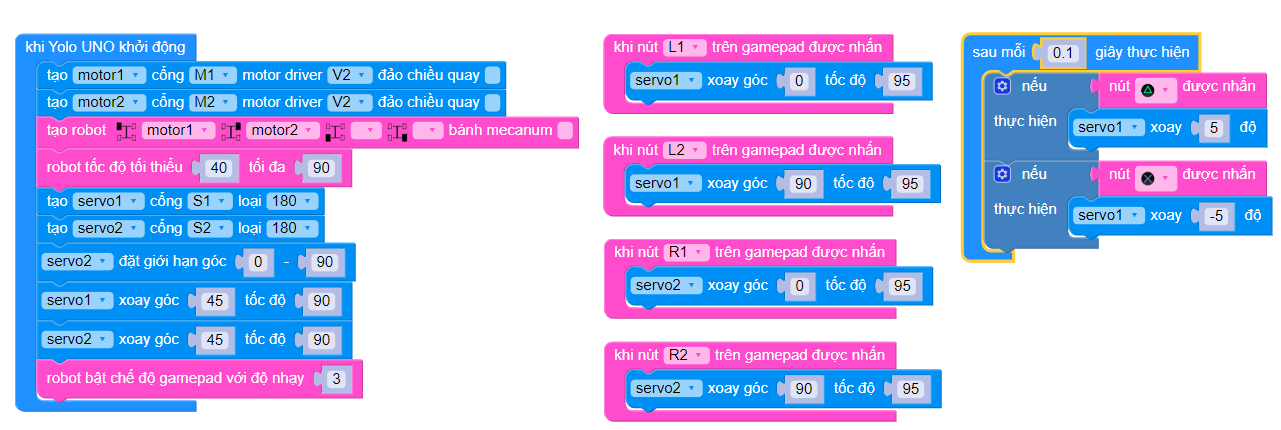 khi Yolo UNO khởi động
tạo motor1 cổng M1 motor driver V2 đảo chiều quay
tạo motor2 cổng M2 motor driver V2 đảo chiều quay
tạo robot motor1 motor2 bánh mecanum
robot tốc độ tối thiểu 40 tối đa 90
tạo servo1 cổng S1 loại 180
tạo servo2 cổng S2 loại 180
servo2 đặt giới hạn góc 0 - 90
servo1 xoay góc 45 tốc độ 90
servo2 xoay góc 45 tốc độ 90
robot bật chế độ gamepad với độ nhạy 3
khi nút L1 trên gamepad được nhấn
servo1 xoay góc 0 tốc độ 95
khi nút L2 trên gamepad được nhấn
servo1 xoay góc 90 tốc độ 95
khi nút R1 trên gamepad được nhấn
servo2 xoay góc 0 tốc độ 95
khi nút R2 trên gamepad được nhấn
servo2 xoay góc 90 tốc độ 95
sau mỗi 0.1 giây thực hiện
nếu nút được nhấn
thực hiện servo1 xoay 5 độ
nếu nút được nhấn
thực hiện servo1 xoay -5 độ